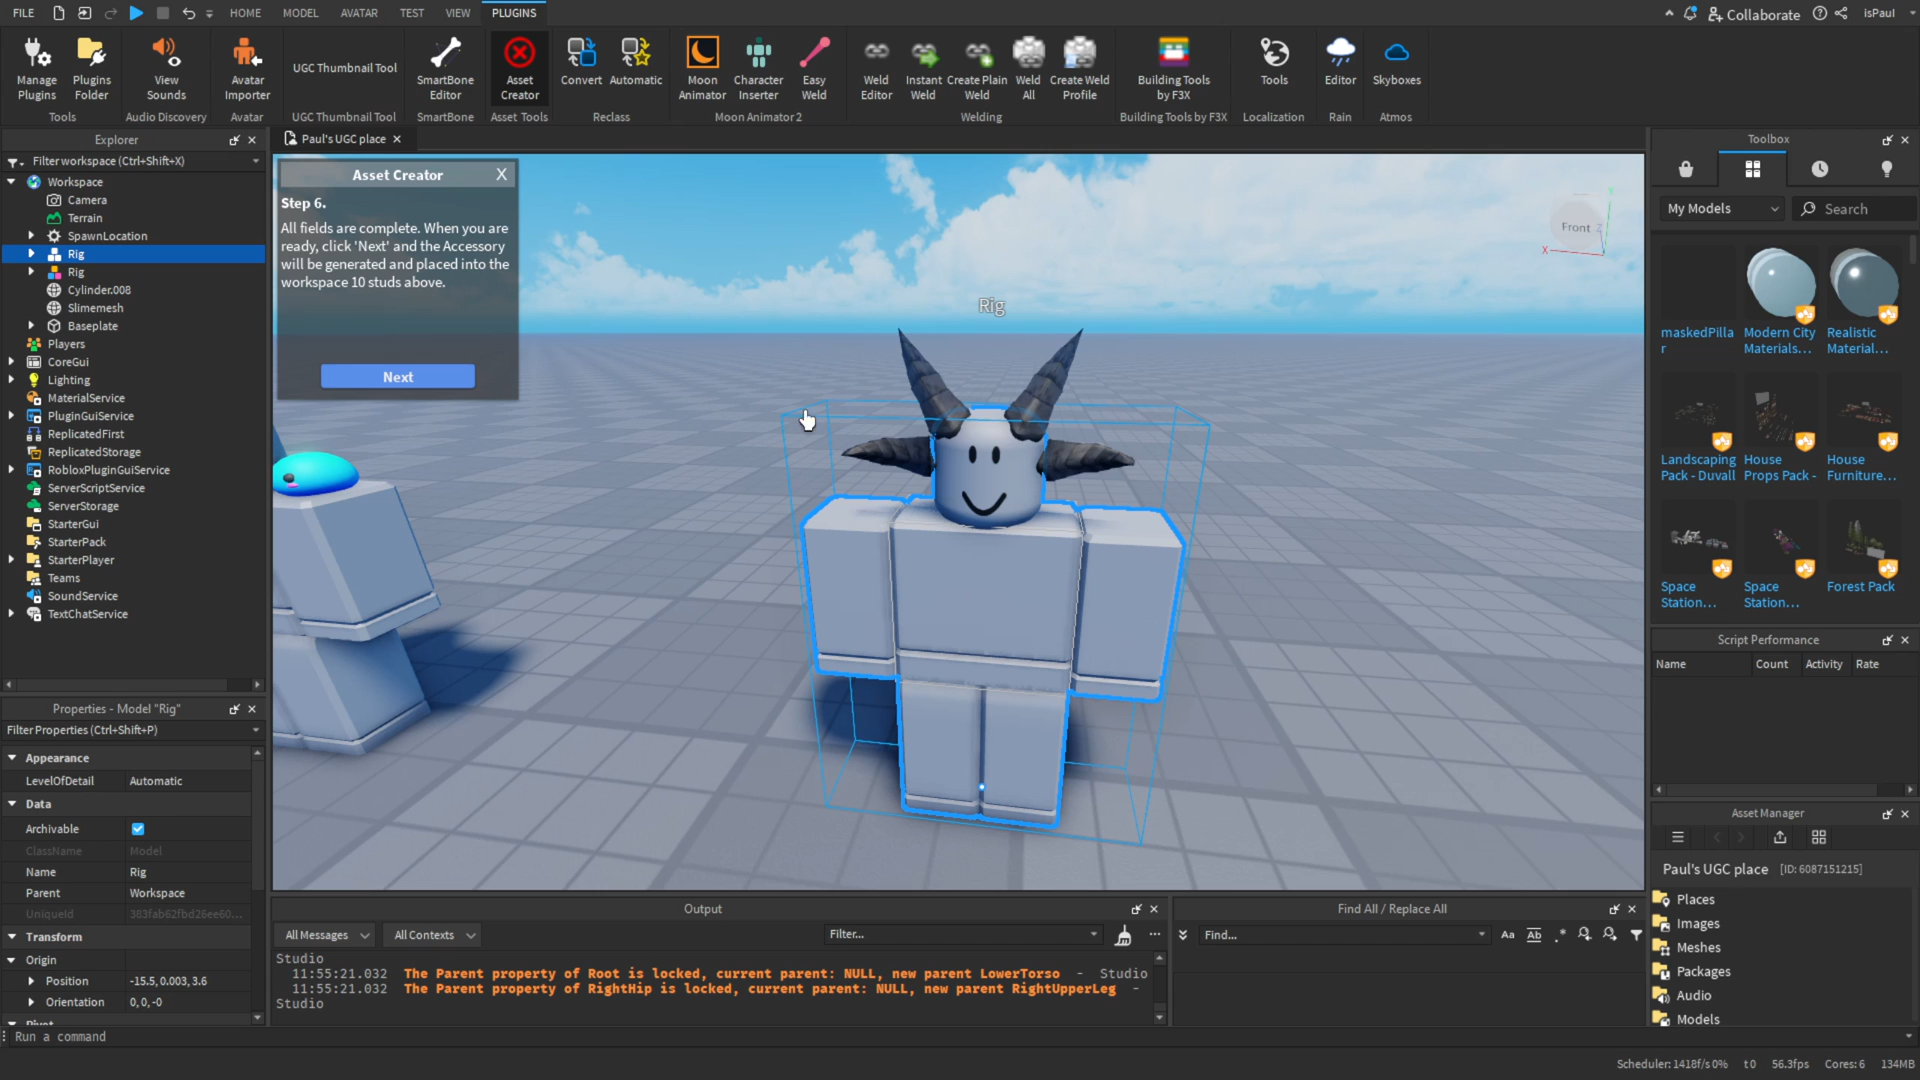 FILE
HOME
MODEL
AVATAR
TEST
VIEW
PLUGINS
Collaborate
isPaul
Manage Plugins
Plugins Folder
Tools
View Sounds
Audio Discovery
Avatar Importer
Avatar
UGC Thumbnail Tool
UGC Thumbnail Tool
SmartBone Editor
SmartBone
Asset Creator
Asset Tools
Convert
Automatic
Reclass
Moon Animator
Character Inserter
Easy Weld
Moon Animator 2
Weld Editor
Instant Weld
Create Plain Weld
Weld All
Create Weld Profile
Welding
Building Tools by F3X
Building Tools by F3X
Tools
Localization
Editor
Rain
Skyboxes
Atmos
Explorer
Filter workspace (Ctrl+Shift+X)
Workspace
Camera
Terrain
SpawnLocation
Rig
Rig
Cylinder.008
Slimemesh
Baseplate
Players
CoreGui
Lighting
MaterialService
PluginGuiService
ReplicatedFirst
ReplicatedStorage
RobloxPluginGuiService
ServerScriptService
ServerStorage
StarterGui
StarterPack
StarterPlayer
Teams
SoundService
TextChatService
Properties - Model "Rig"
Filter Properties (Ctrl+Shift+P)
Appearance
LevelOfDetail Automatic
Data
Archivable
ClassName Model
Name Rig
Parent Workspace
UniqueId 383fab62fbd26ee60...
Transform
Origin
Position -15.5, 0.003, 3.6
Orientation 0, 0, -0
Pivot
Run a command
Paul's UGC place
Asset Creator X
Step 6.
All fields are complete. When you are
ready, click 'Next' and the Accessory
will be generated and placed into the
workspace 10 studs above.
Next
Rig
Front
X
Z
Y
Output
All Messages
All Contexts
Filter...
Studio
11:55:21.032 The Parent property of Root is locked, current parent: NULL, new parent LowerTorso - Studio
11:55:21.032 The Parent property of RightHip is locked, current parent: NULL, new parent RightUpperLeg -
Studio
Find All / Replace All
Find...
Aa
Ab
.*
Toolbox
My Models
Search
maskedPilla
r
Modern City
Materials...
Realistic
Material...
Landscaping
Pack - Duvall
House
Props Pack -
House
Furniture...
Space
Station...
Space
Station...
Forest Pack
Script Performance
Name Count Activity Rate
Asset Manager
Paul's UGC place [ID: 6087151215]
Places
Images
Meshes
Packages
Audio
Models
Scheduler: 1418f/s 0% t 0 56.3fps Cores: 6 134MB